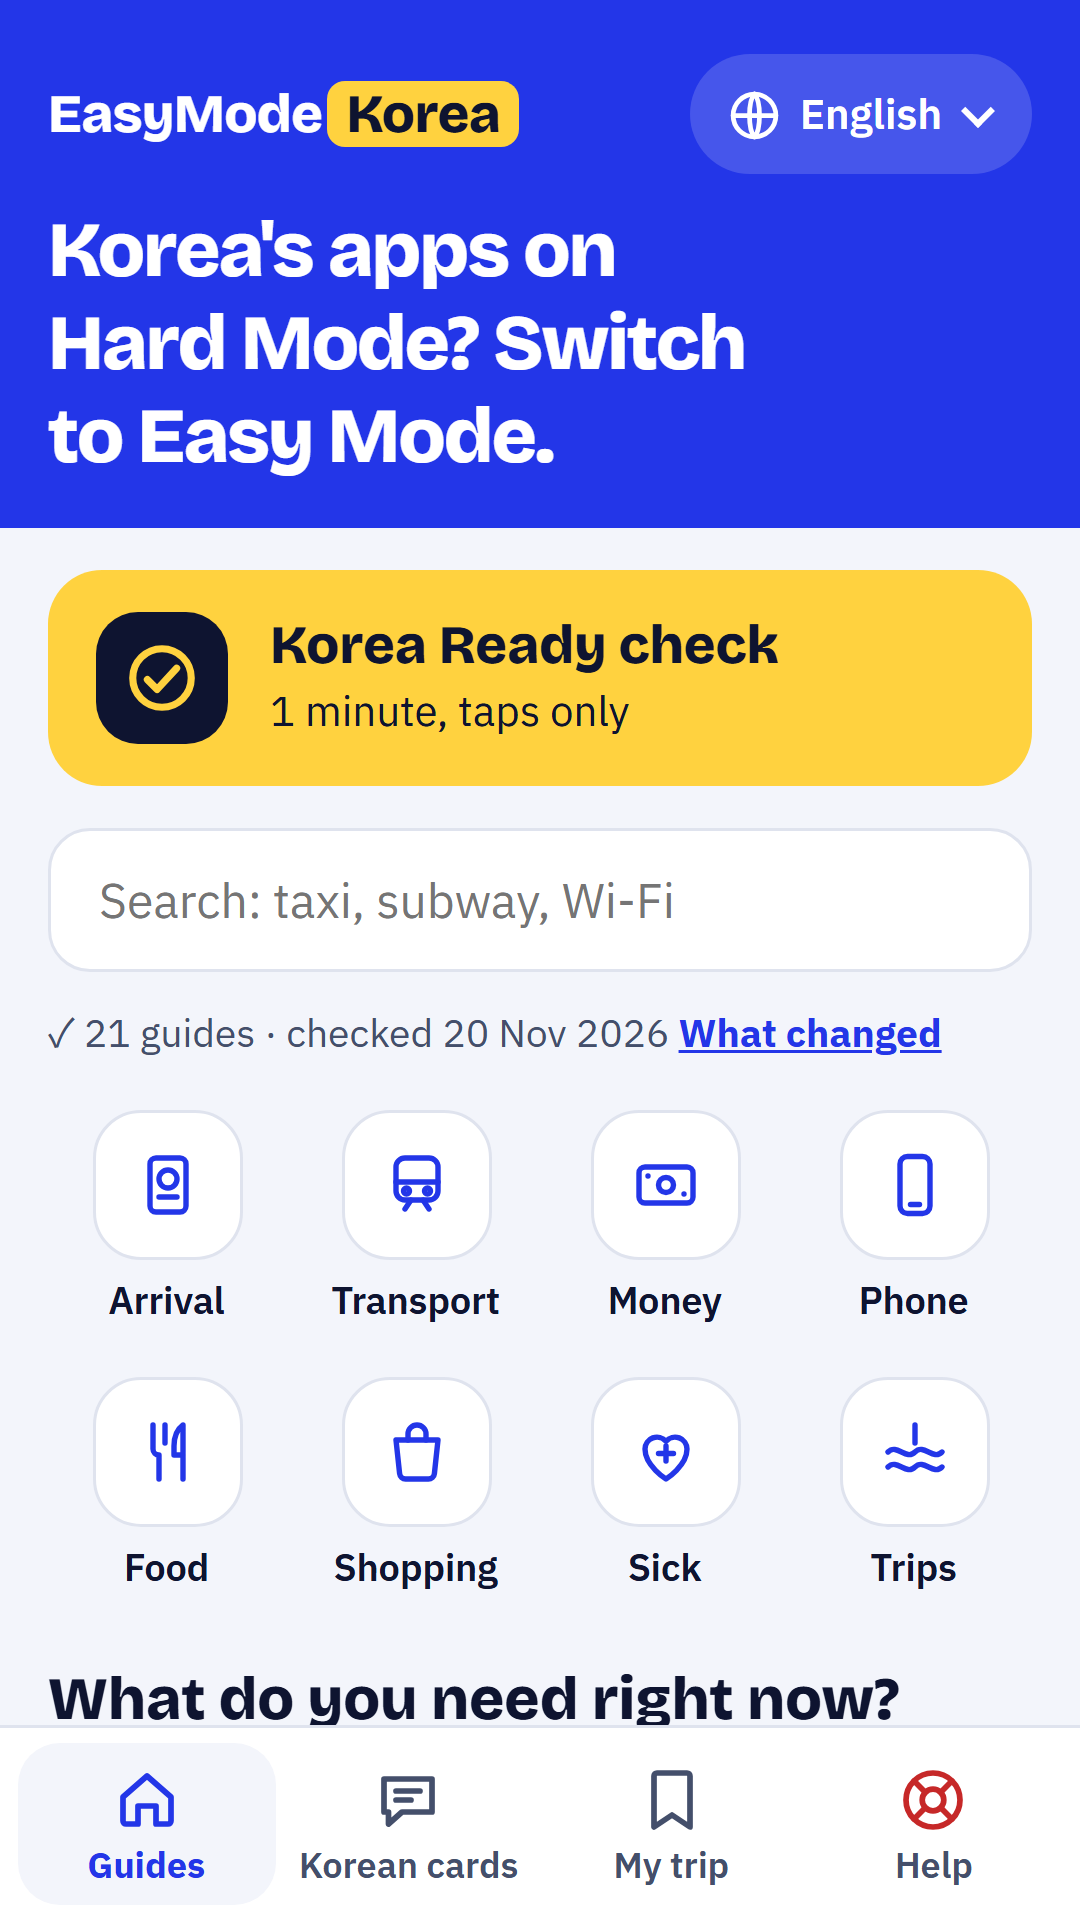 EasyMode Korea
English
Korea's apps on
Hard Mode? Switch
to Easy Mode.
Korea Ready check
1 minute, taps only
Search: taxi, subway, Wi-Fi
✓ 21 guides · checked 20 Nov 2026 What changed
Arrival
Transport
Money
Phone
Food
Shopping
Sick
Trips
What do you need right now?
Guides
Korean cards
My trip
Help